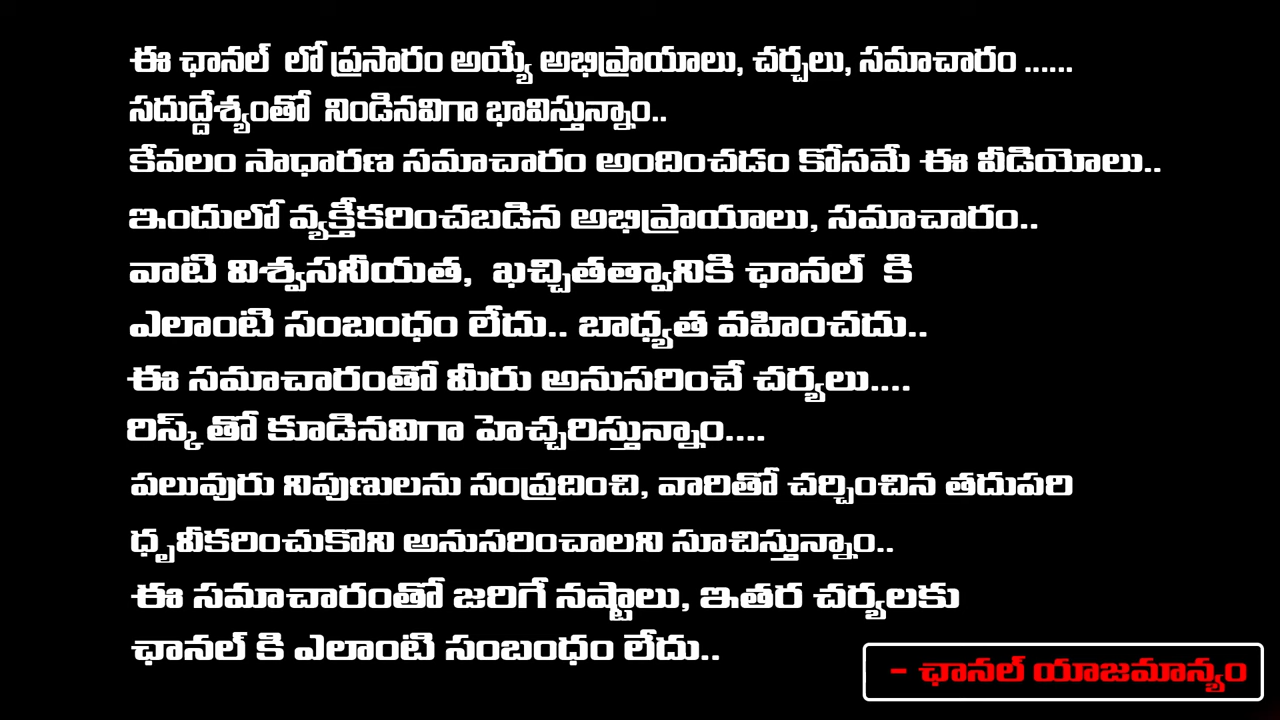 ఈ ఛానల్ లో ప్రసారం అయ్యే అభిప్రాయాలు, చర్చలు, సమాచారం ......
సదుద్దేశ్యంతో నిండినవిగా భావిస్తున్నాం..
కేవలం సాధారణ సమాచారం అందించడం కోసమే ఈ వీడియోలు..
ఇందులో వ్యక్తీకరించబడిన అభిప్రాయాలు, సమాచారం..
వాటి విశ్వసనీయత, ఖచ్చితత్వానికి ఛానల్ కి
ఎలాంటి సంబంధం లేదు.. బాధ్యత వహించదు..
ఈ సమాచారంతో మీరు అనుసరించే చర్యలు....
రిస్క్ తో కూడినవిగా హెచ్చరిస్తున్నాం....
పలువురు నిపుణులను సంప్రదించి, వారితో చర్చించిన తదుపరి
ధృవీకరించుకొని అనుసరించాలని సూచిస్తున్నాం..
ఈ సమాచారంతో జరిగే నష్టాలు, ఇతర చర్యలకు
ఛానల్ కి ఎలాంటి సంబంధం లేదు..
- ఛానల్ యాజమాన్యం